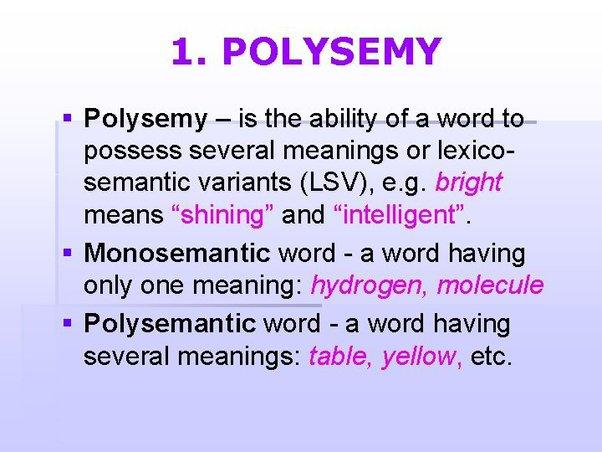 1. POLYSEMY
▪ Polysemy – is the ability of a word to
possess several meanings or lexico-
semantic variants (LSV), e.g. bright
means “shining” and “intelligent”.
▪ Monosemantic word - a word having
only one meaning: hydrogen, molecule
▪ Polysemantic word - a word having
several meanings: table, yellow, etc.